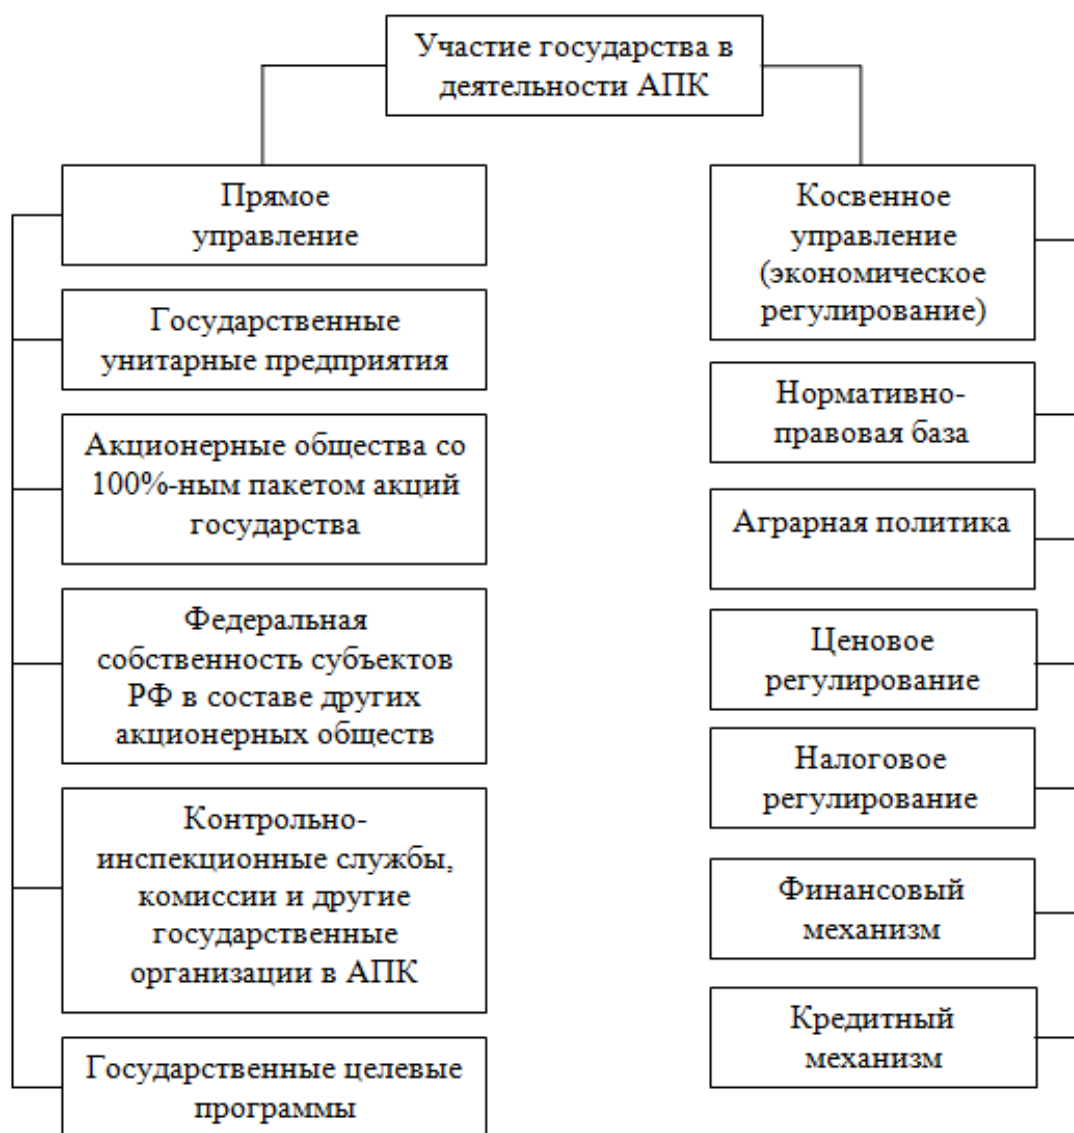 Участие государства в
деятельности АПК
Прямое
управление
Государственные
унитарные предприятия
Акционерные общества со
100%-ным пакетом акций
государства
Федеральная
собственность субъектов
РФ в составе других
акционерных обществ
Контрольно-
инспекционные службы,
комиссии и другие
государственные
организации в АПК
Государственные целевые
программы
Косвенное
управление
(экономическое
регулирование)
Нормативно-
правовая база
Аграрная политика
Ценовое
регулирование
Налоговое
регулирование
Финансовый
механизм
Кредитный
механизм